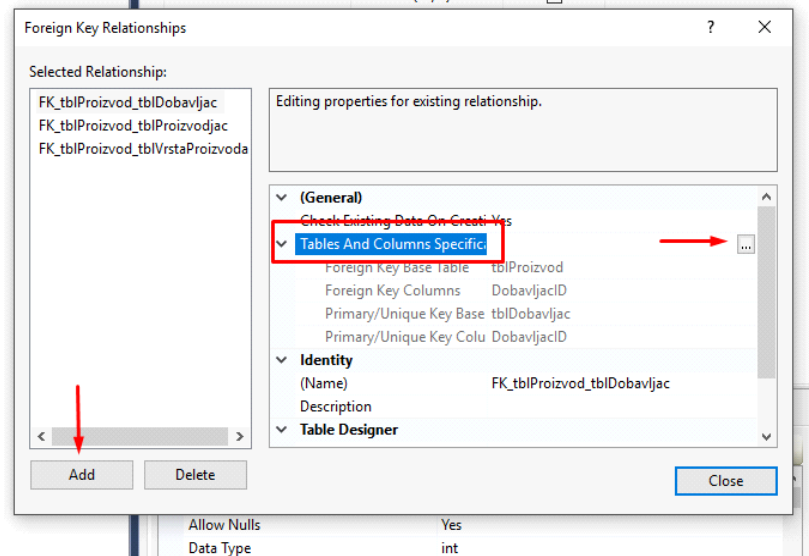 Foreign Key Relationships
?
Selected Relationship:
FK_tblProizvod_tblDobavljac
FK_tblProizvod_tblProizvodjac
FK_tblProizvod_tblVrstaProizvoda
Editing properties for existing relationship.
(General)
Check Existing Data On Creati Yes
Tables And Columns Specifica
...
Foreign Key Base Table tblProizvod
Foreign Key Columns DobavljacID
Primary/Unique Key Base tblDobavljac
Primary/Unique Key Colu DobavljacID
Identity
(Name) FK_tblProizvod_tblDobavljac
Description
Table Designer
Add
Delete
Close
Allow Nulls Yes
Data Type int